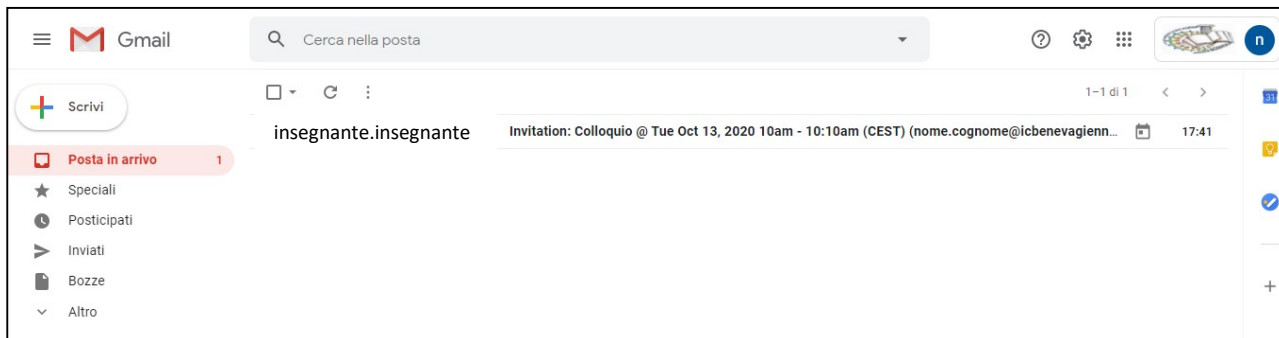 Gmail
Cerca nella posta
n
Scrivi
1–1 di 1
31
insegnante.insegnante Invitation: Colloquio @ Tue Oct 13, 2020 10am - 10:10am (CEST) (nome.cognome@icbenevagienn... 17:41
Posta in arrivo 1
Speciali
Posticipati
Inviati
Bozze
Altro